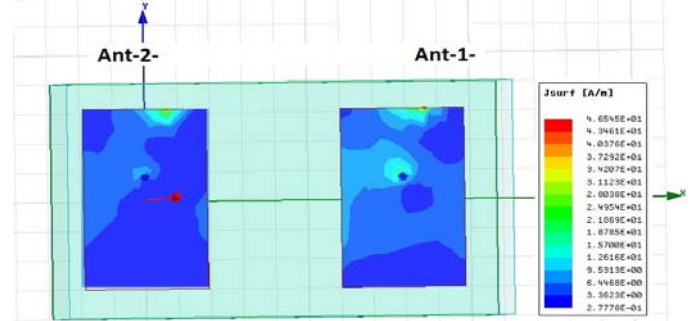 Y
Ant-2-
Ant-1-
Jsurf [A/m]
4.6545E+01
4.3461E+01
4.0376E+01
3.7292E+01
3.4207E+01
3.1123E+01
2.8038E+01
2.4954E+01
2.1869E+01
1.8785E+01
1.5700E+01
1.2616E+01
9.5313E+00
6.4468E+00
3.3623E+00
2.7778E-01
X